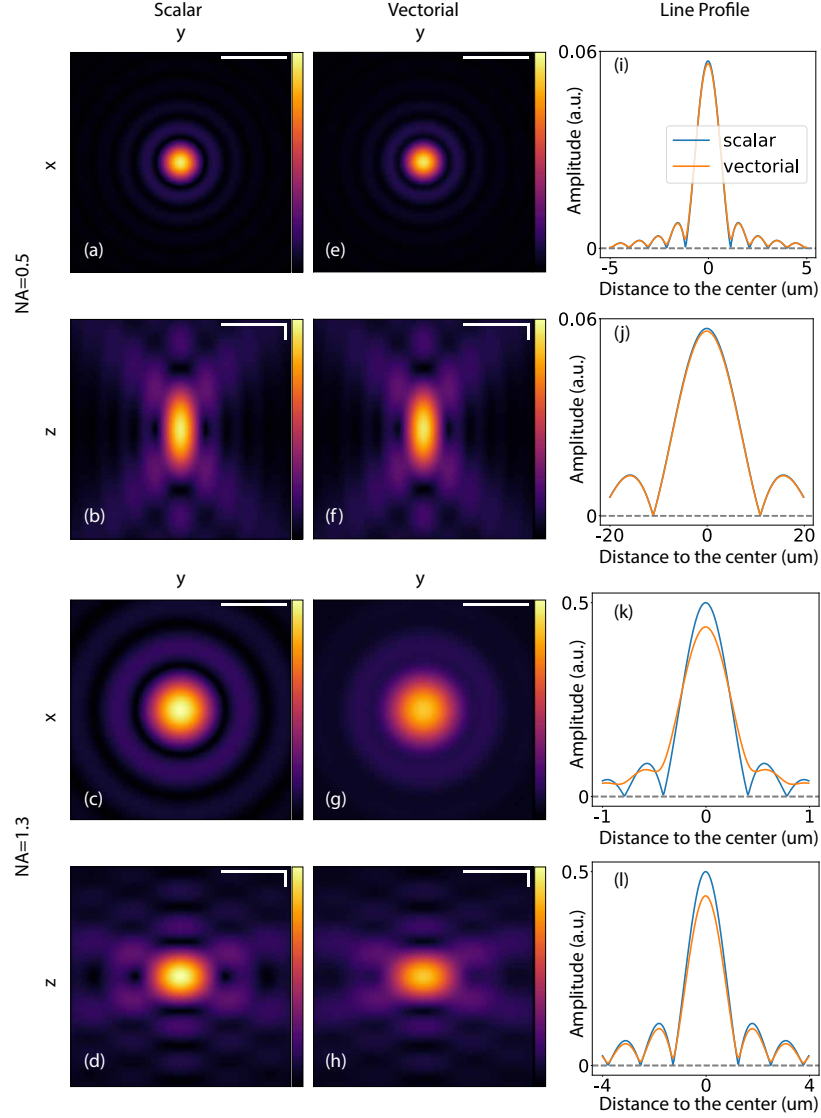 Scalar
Vectorial
Line Profile
y
y
x
(a)
(e)
(i)
0.06
0
Amplitude (a.u.)
scalar
vectorial
-5
0
5
Distance to the center (um)
NA=0.5
z
(b)
(f)
(j)
0.06
0
Amplitude (a.u.)
-20
0
20
Distance to the center (um)
y
y
x
(c)
(g)
(k)
0.5
0
Amplitude (a.u.)
-1
0
1
Distance to the center (um)
NA=1.3
z
(d)
(h)
(l)
0.5
0
Amplitude (a.u.)
-4
0
4
Distance to the center (um)